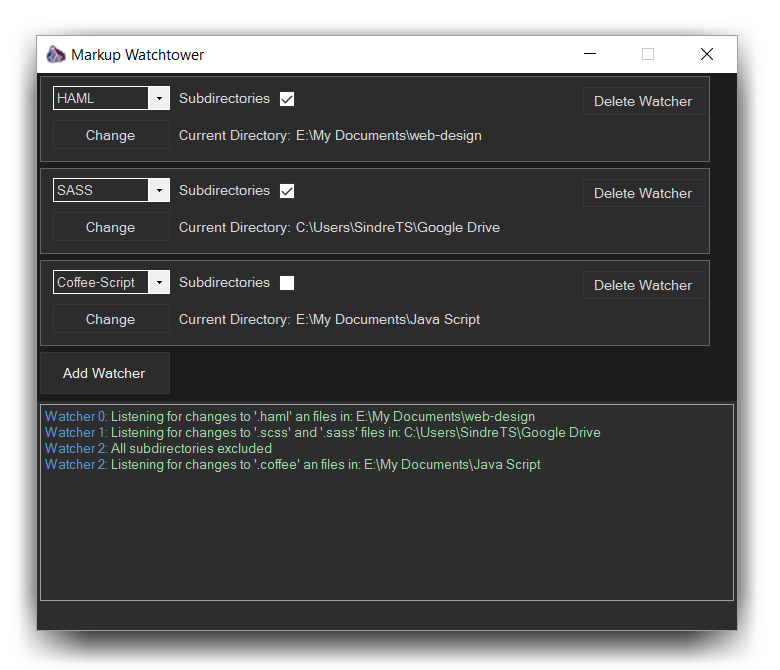 Markup Watchtower
HAML Subdirectories Delete Watcher
Change Current Directory: E:\My Documents\web-design
SASS Subdirectories Delete Watcher
Change Current Directory: C:\Users\SindreTS\Google Drive
Coffee-Script Subdirectories Delete Watcher
Change Current Directory: E:\My Documents\Java Script
Add Watcher
Watcher 0: Listening for changes to '.haml' an files in: E:\My Documents\web-design
Watcher 1: Listening for changes to '.scss' and '.sass' files in: C:\Users\SindreTS\Google Drive
Watcher 2: All subdirectories excluded
Watcher 2: Listening for changes to '.coffee' an files in: E:\My Documents\Java Script